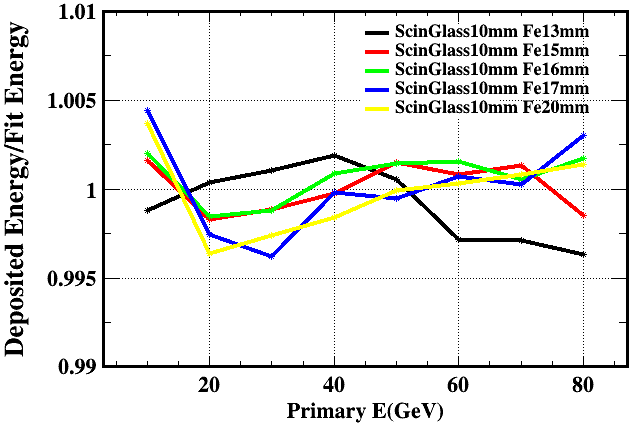 1.01
1.005
1
0.995
0.99
Deposited Energy/Fit Energy
ScinGlass10mm Fe13mm
ScinGlass10mm Fe15mm
ScinGlass10mm Fe16mm
ScinGlass10mm Fe17mm
ScinGlass10mm Fe20mm
20 40 60 80
Primary E(GeV)